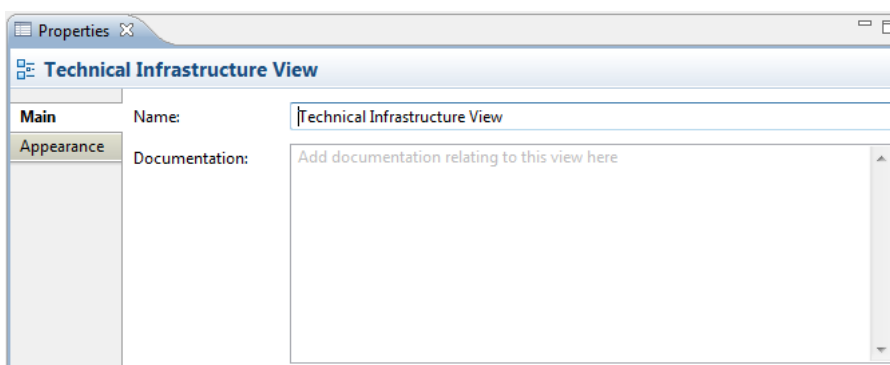 Properties
Technical Infrastructure View
Main
Name:
Technical Infrastructure View
Appearance
Documentation:
Add documentation relating to this view here